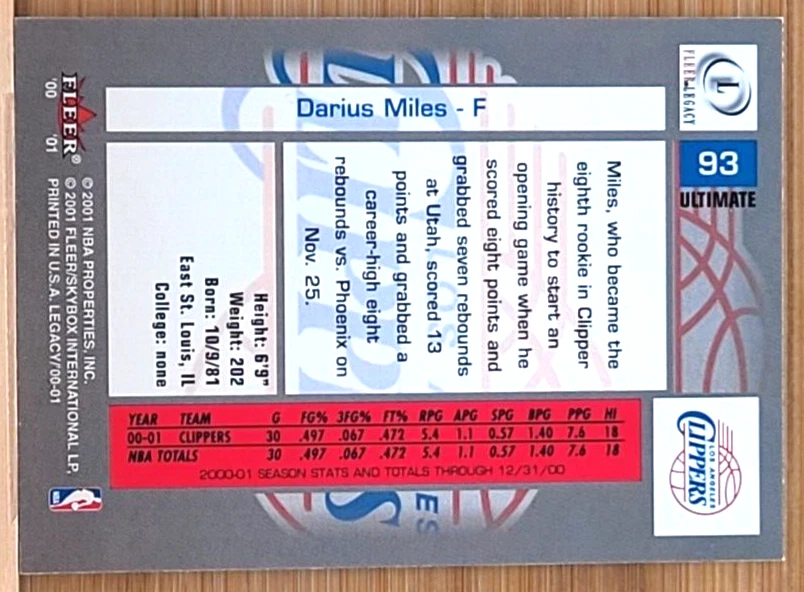 L
FLEER LEGACY
93
ULTIMATE
Darius Miles - F
Miles, who became the
eighth rookie in Clipper
history to start an
opening game when he
scored eight points and
grabbed seven rebounds
at Utah, scored 13
points and grabbed a
career-high eight
rebounds vs. Phoenix on
Nov. 25.
Height: 6'9"
Weight: 202
Born: 10/9/81
East St. Louis, IL
College: none
LOS ANGELES
CLIPPERS
YEAR TEAM G FG% 3FG% FT% RPG APG SPG BPG PPG HI
00-01 CLIPPERS 30 .497 .067 .472 5.4 1.1 0.57 1.40 7.6 18
NBA TOTALS 30 .497 .067 .472 5.4 1.1 0.57 1.40 7.6 18
2000-01 SEASON STATS AND TOTALS THROUGH 12/31/00
FLEER®
'00 '01
© 2001 NBA PROPERTIES, INC.
© 2001 FLEER/SKYBOX INTERNATIONAL LP,
PRINTED IN U.S.A. LEGACY/00-01
NBA